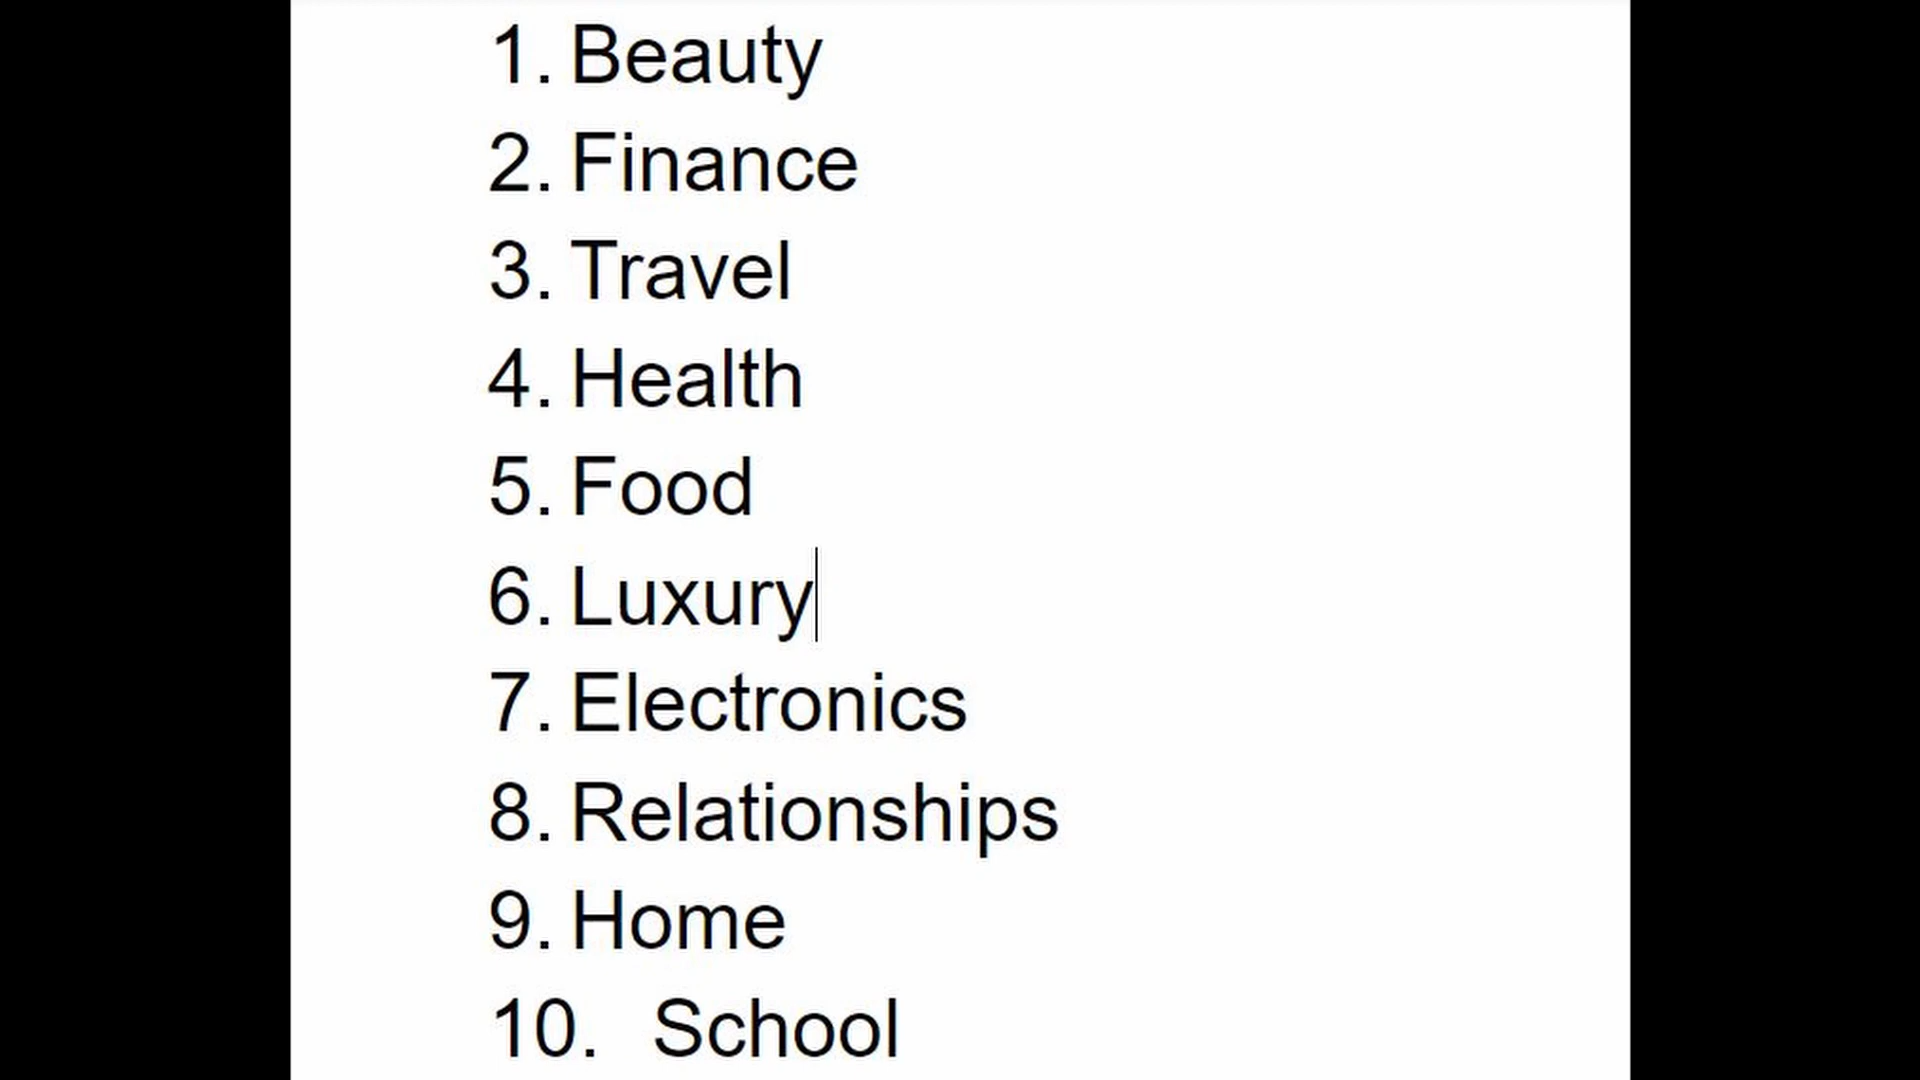 1. Beauty
2. Finance
3. Travel
4. Health
5. Food
6. Luxury
7. Electronics
8. Relationships
9. Home
10. School